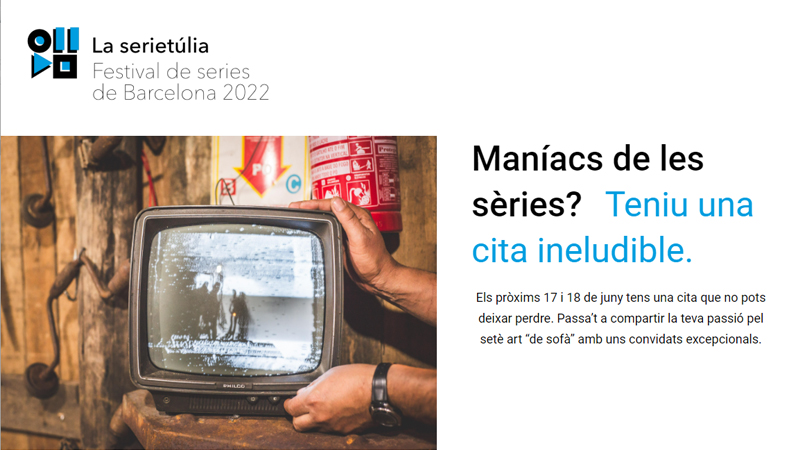 La serietúlia
Festival de series
de Barcelona 2022
PO
C
PHILCO
Maníacs de les
sèries? Teniu una
cita ineludible.
Els pròxims 17 i 18 de juny tens una cita que no pots
deixar perdre. Passa't a compartir la teva passió pel
setè art “de sofà” amb uns convidats excepcionals.